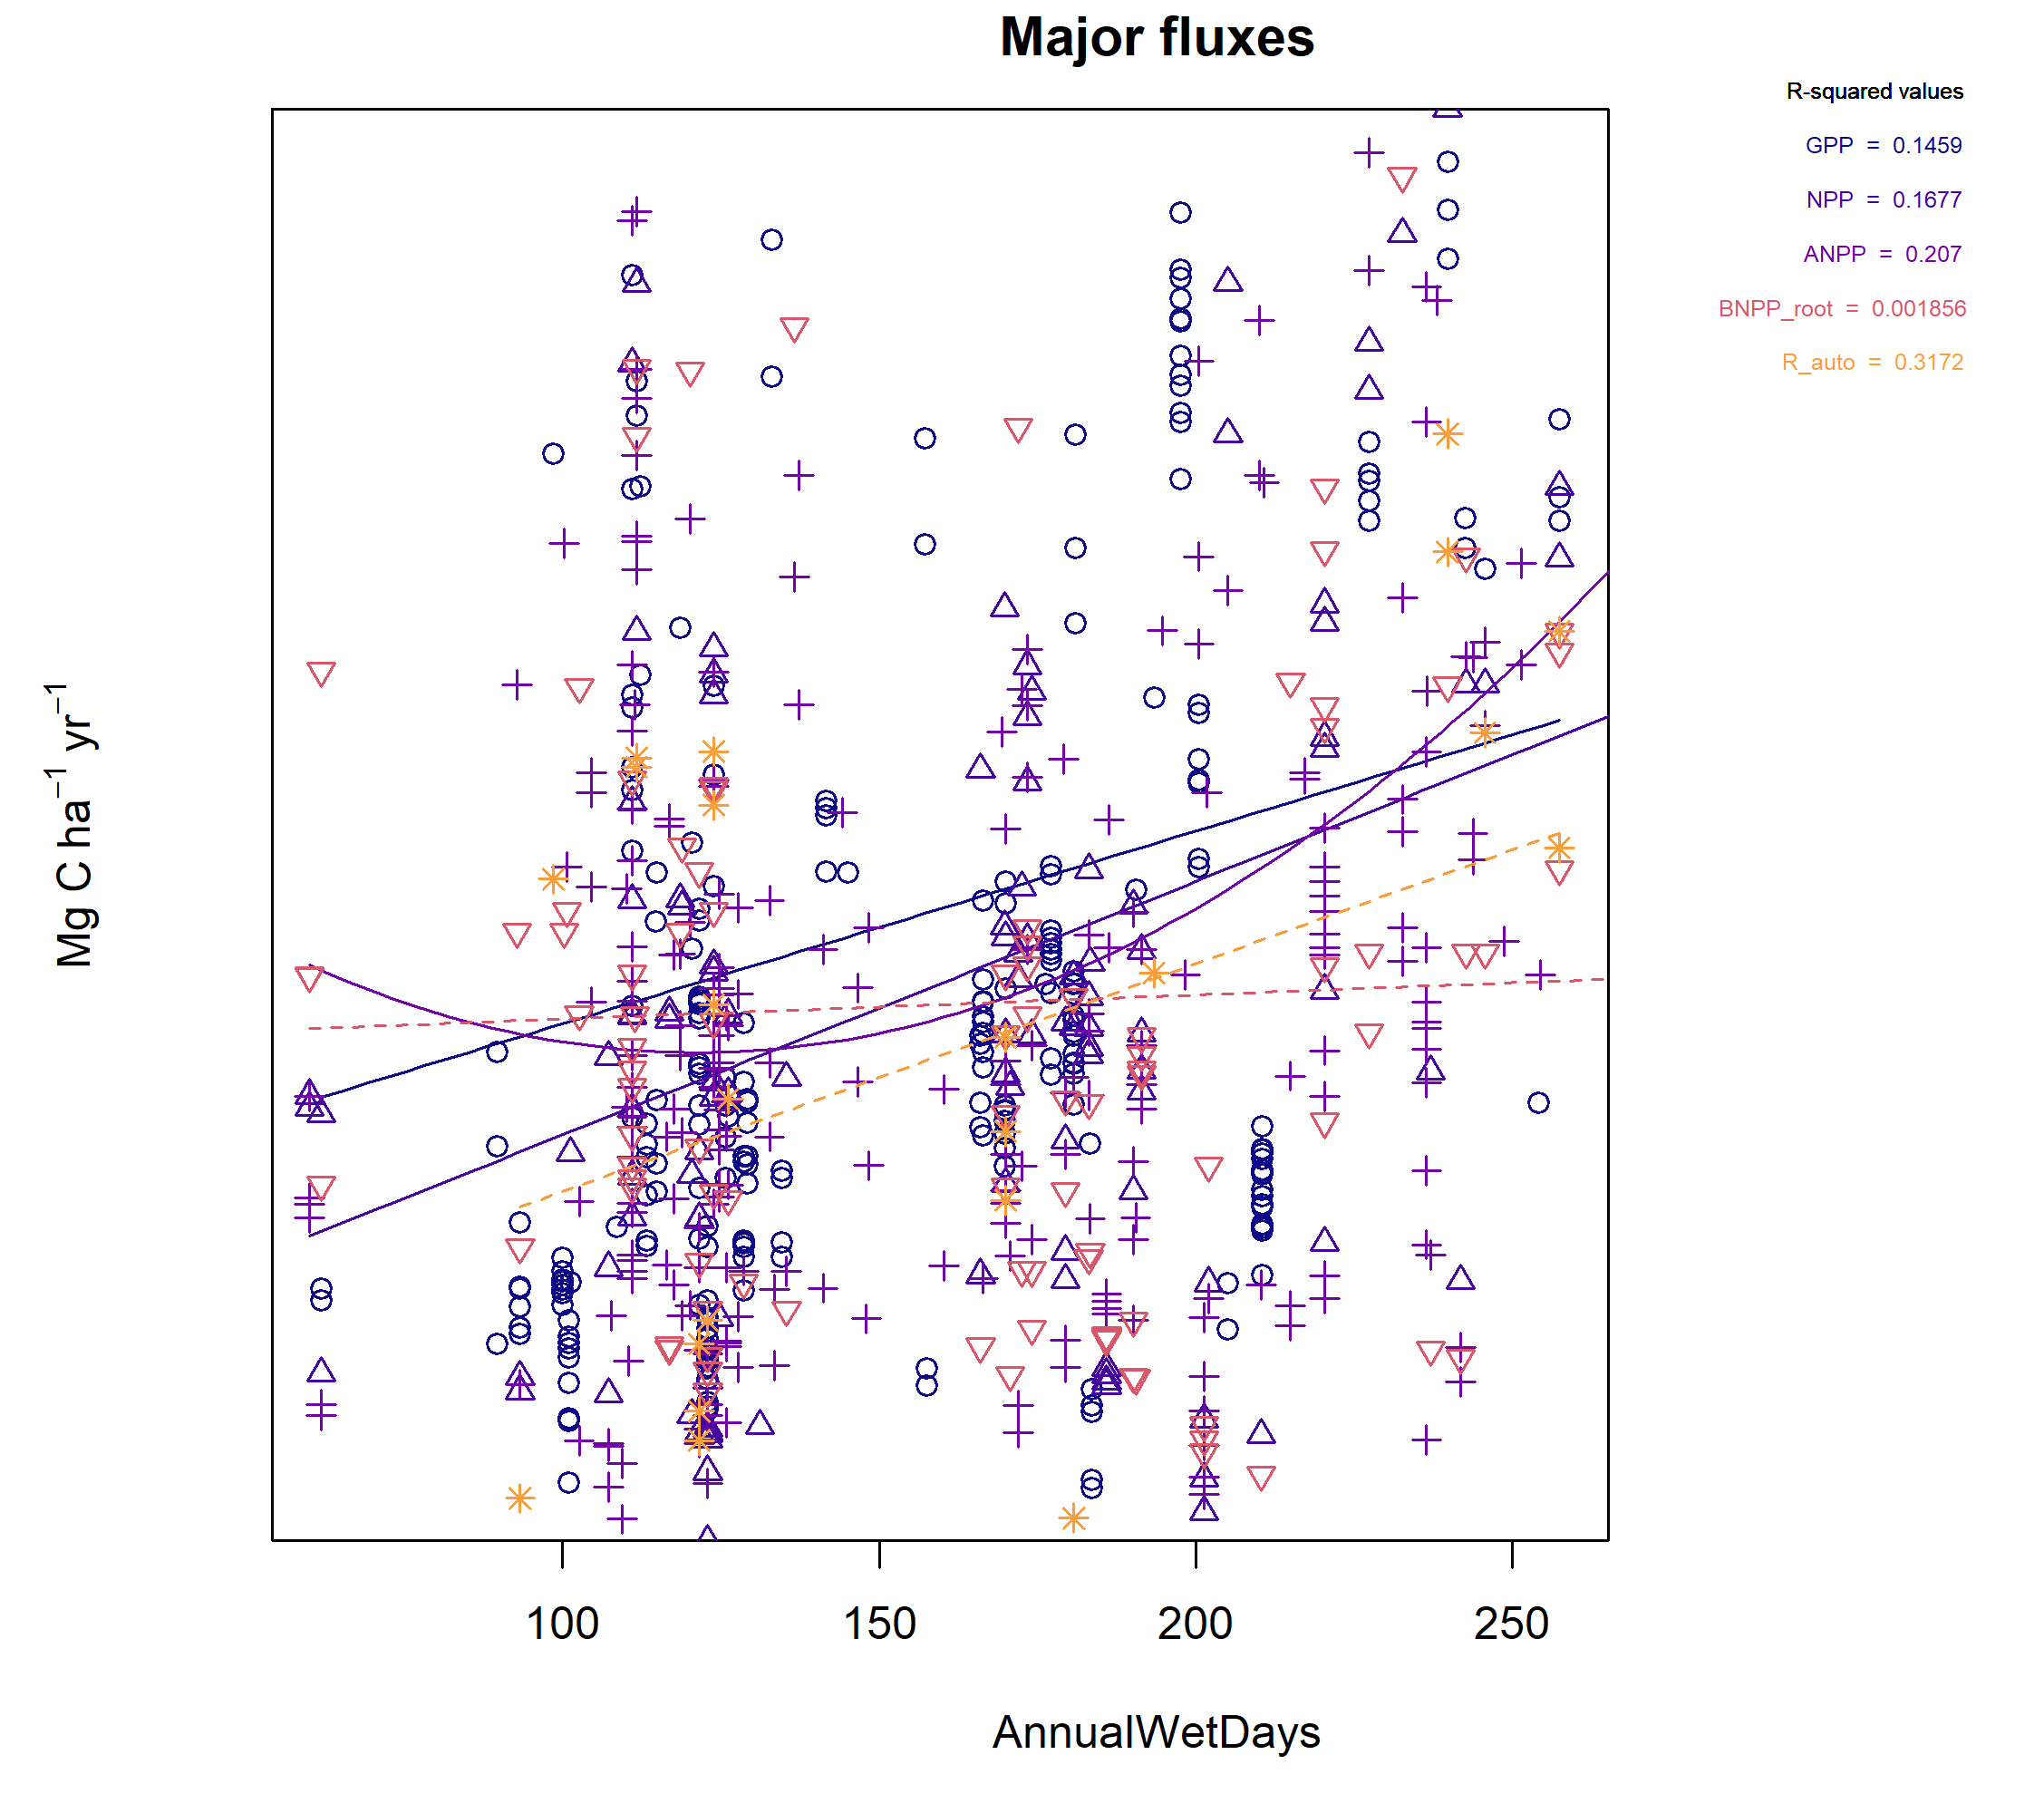 Major fluxes
R-squared values
GPP = 0.1459
NPP = 0.1677
ANPP = 0.207
BNPP_root = 0.001856
R_auto = 0.3172
Mg C ha⁻¹ yr⁻¹
100 150 200 250
AnnualWetDays